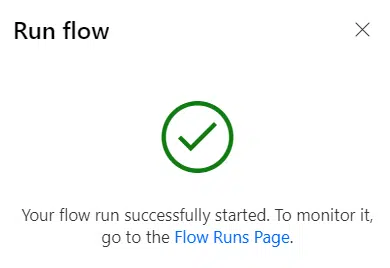 Run flow
Your flow run successfully started. To monitor it,
go to the Flow Runs Page.